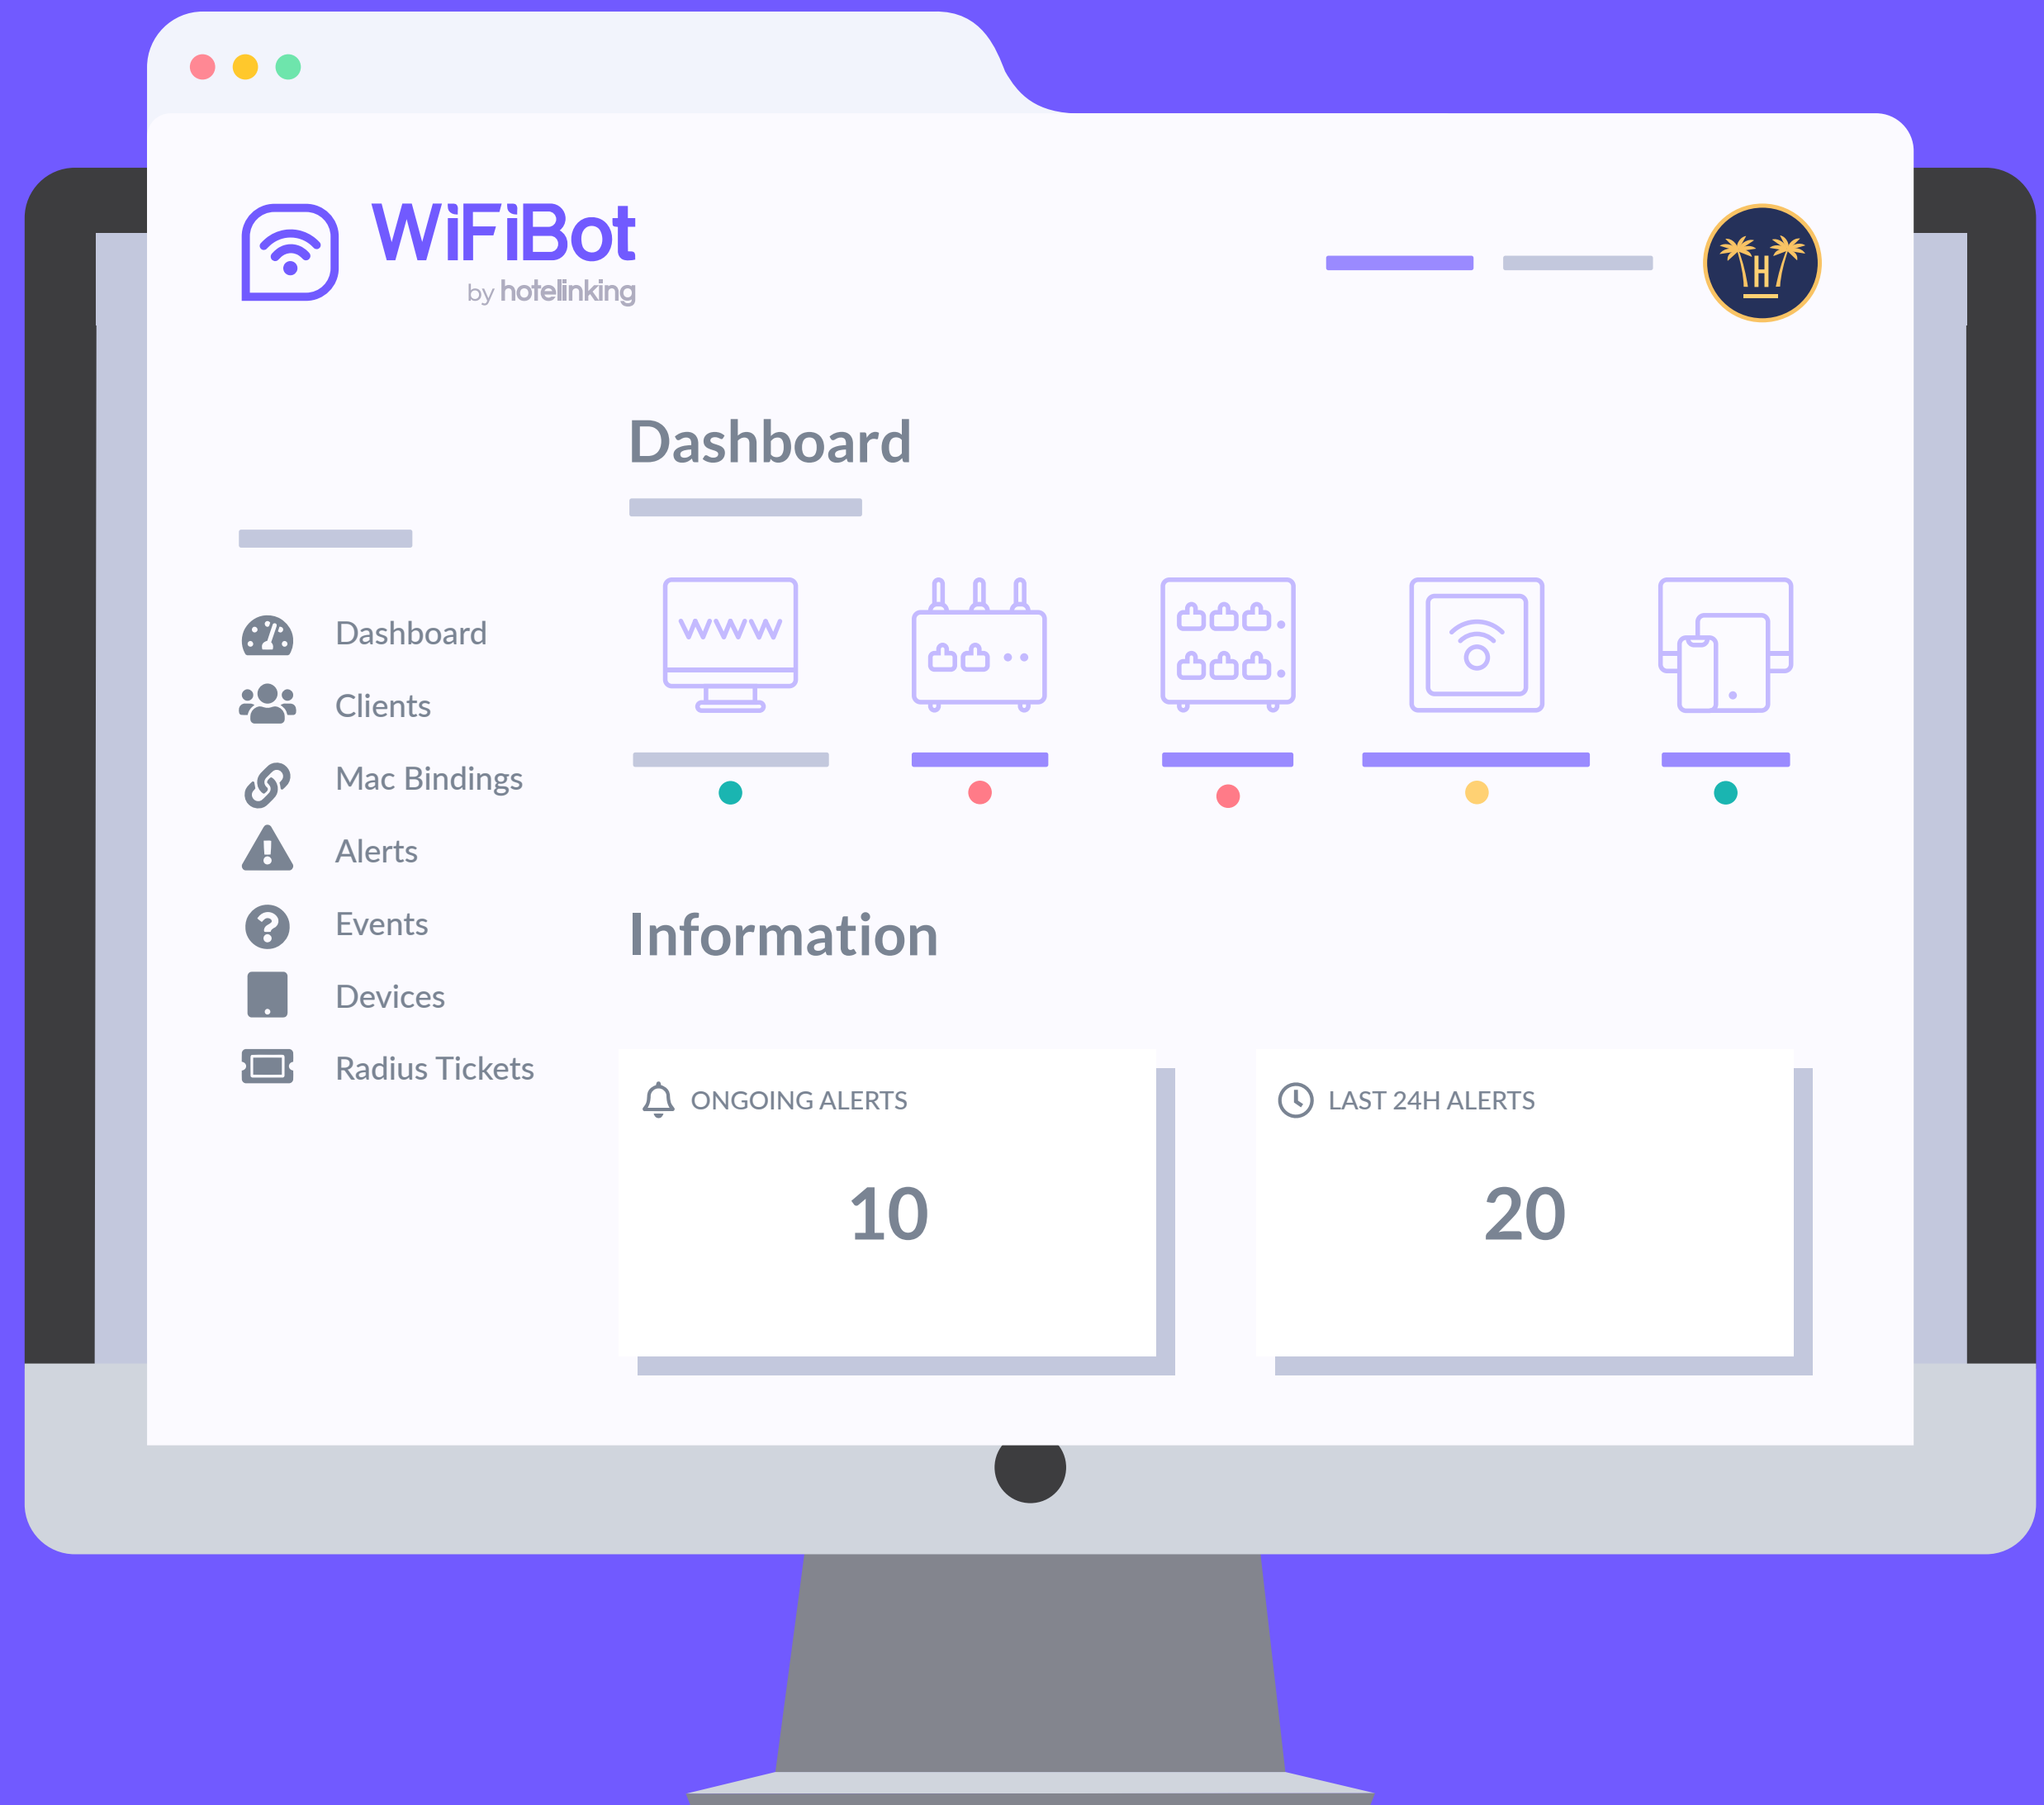 WiFiBot
by hotelinking
H
Dashboard
Dashboard
Clients
Mac Bindings
Alerts
Events
Devices
Radius Tickets
WWW
Information
ONGOING ALERTS
10
LAST 24H ALERTS
20